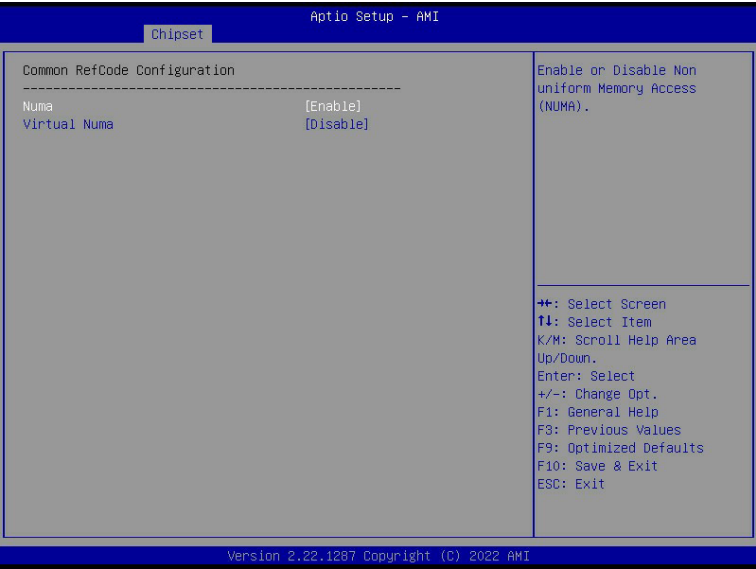 Aptio Setup – AMI
Chipset
Common RefCode Configuration
--------------------------------------------------
Numa [Enable]
Virtual Numa [Disable]
Enable or Disable Non
uniform Memory Access
(NUMA).
→←: Select Screen
↑↓: Select Item
K/M: Scroll Help Area
Up/Down.
Enter: Select
+/-: Change Opt.
F1: General Help
F3: Previous Values
F9: Optimized Defaults
F10: Save & Exit
ESC: Exit
Version 2.22.1287 Copyright (C) 2022 AMI